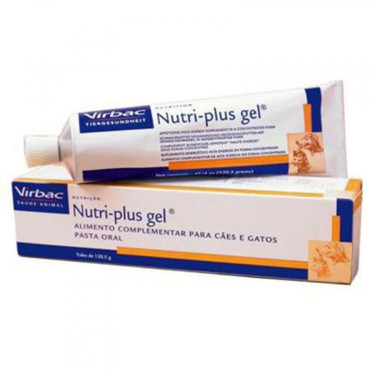 Virbac
TIERGESUNDHEIT
NUTRITION
Nutri-plus gel®
Virbac
SAÚDE ANIMAL
NUTRIÇÃO
Nutri-plus gel®
ALIMENTO COMPLEMENTAR PARA CÃES E GATOS
PASTA ORAL
Tubo de 120,5 g